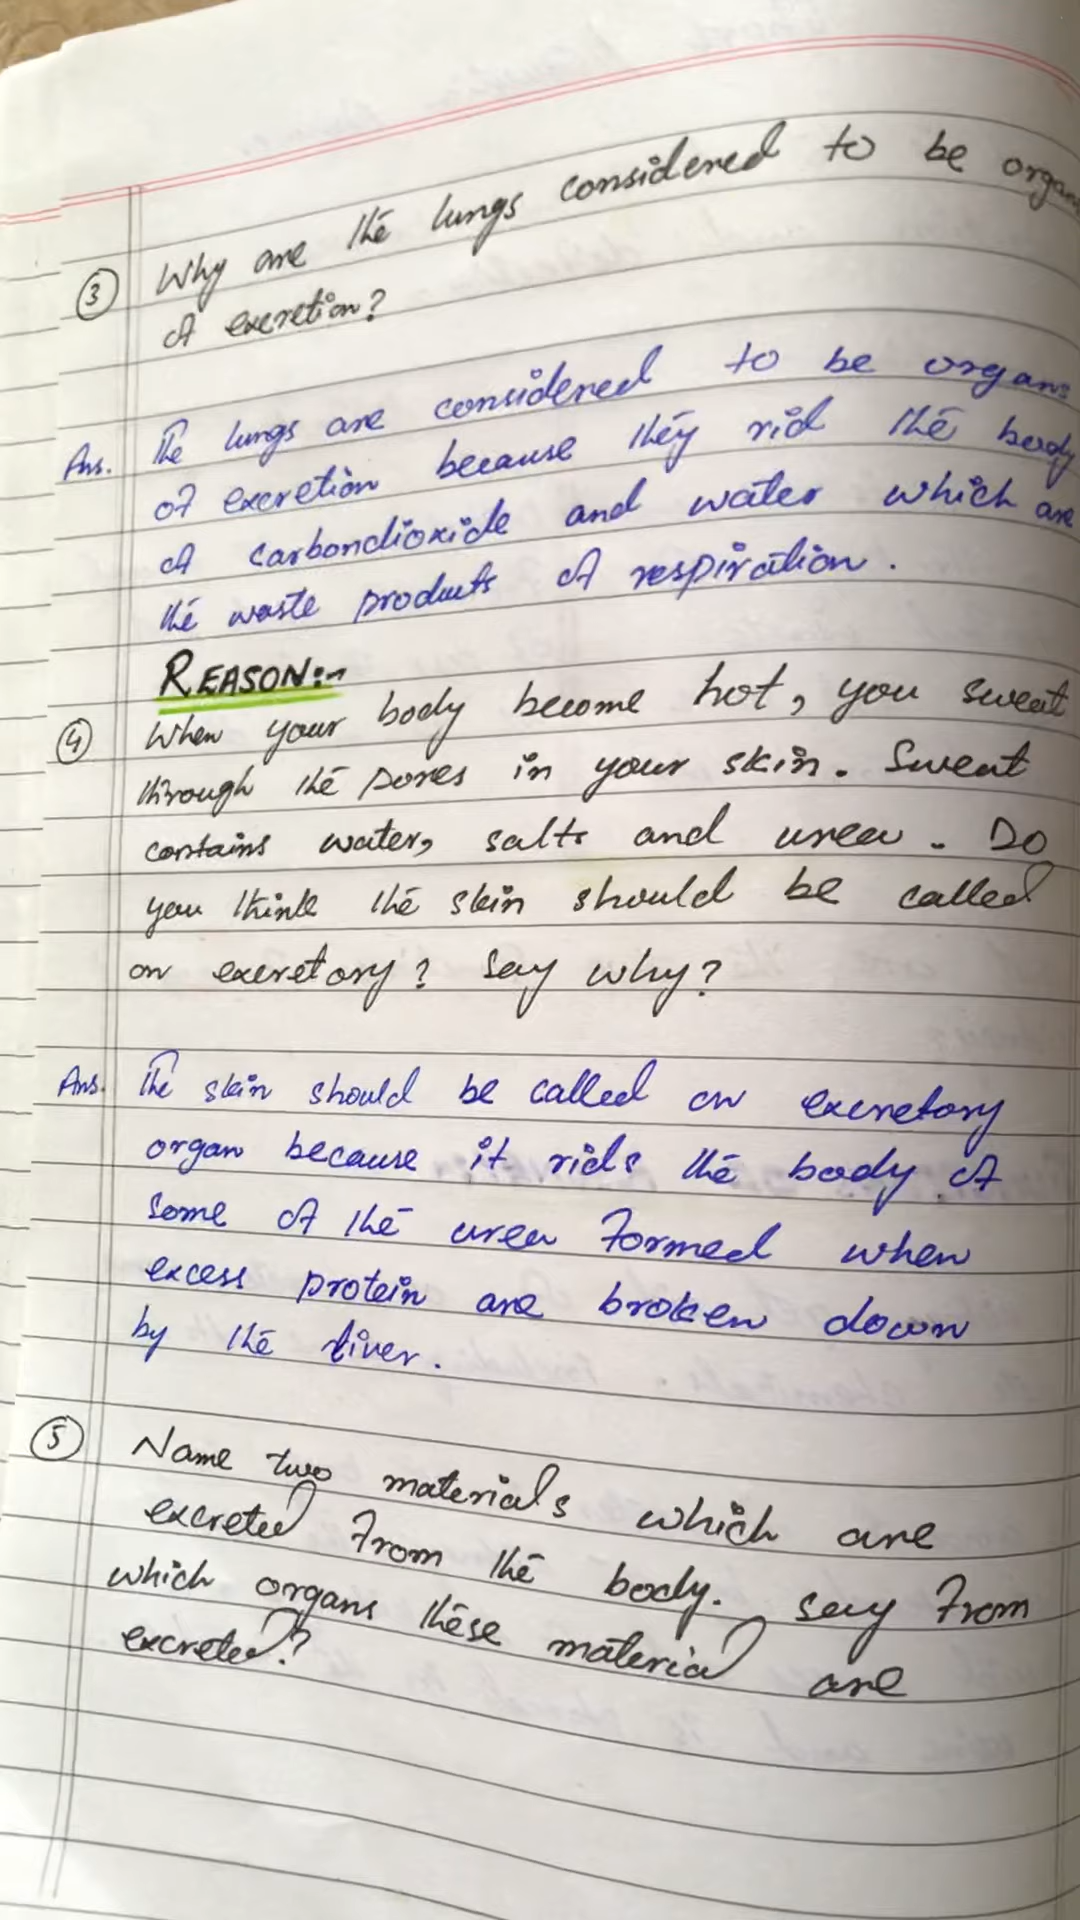 ③ Why are the lungs considered to be organ
of excretion?
Ans. The lungs are considered to be organs
of excretion because they rid the body
of carbondioxide and water which are
the waste products of respiration.
REASON:-
④ When your body become hot, you sweat
through the pores in your skin. Sweat
contains water, salts and urea. Do
you think the skin should be called
an excretory? Say why?
Ans. The skin should be called an excretory
organ because it rids the body of
some of the urea formed when
excess protein are broken down
by the liver.
⑤ Name two materials which are
excreted from the body. Say from
which organs these material are
excreted?